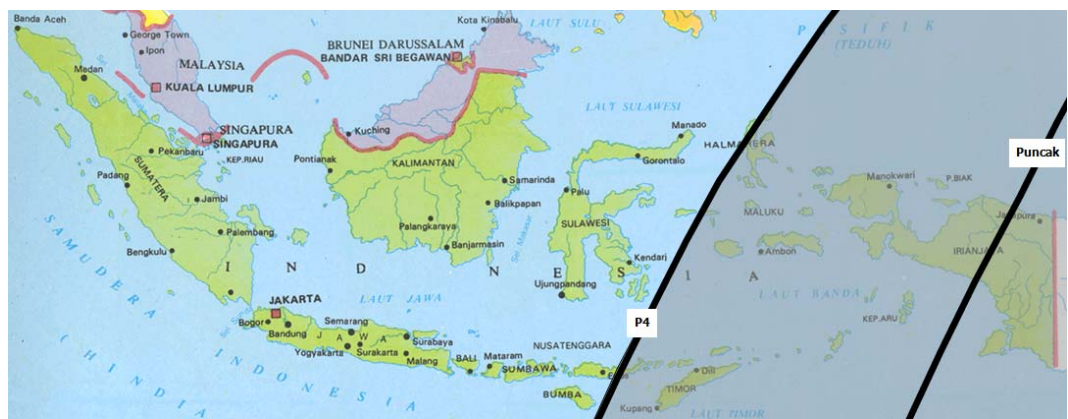 Banda Aceh
George Town
Ipon
Medan
MALAYSIA
KUALA LUMPUR
SINGAPURA
SINGAPURA
KEP.RIAU
Pekanbaru
Padang
SUMATERA
Jambi
Palembang
Bengkulu
Kota Kinabalu
LAUT SULU
BRUNEI DARUSSALAM
BANDAR SRI BEGAWAN
Kuching
Pontianak
KALIMANTAN
Samarinda
Balikpapan
Palangkaraya
Banjarmasin
Sel. Makasar
LAUT SULAWESI
Manado
Gorontalo
Palu
SULAWESI
Kendari
Ujungpandang
PASIFIK
(TEDUH)
HALMAHERA
Manokwari
P.BIAK
Puncak
Jayapura
IRIANJAYA
MALUKU
Ambon
LAUT BANDA
KEP.ARU
I N D N E S I A
P4
JAKARTA
LAUT JAWA
Bogor
Bandung
Semarang
J A W A
Surabaya
Yogyakarta
Surakarta
Malang
BALI
Mataram
NUSATENGGARA
SUMBAWA
BUMBA
Dili
TIMOR
Kupang
LAUT TIMOR
SAMUDERA
INDONESIA
(HINDIA